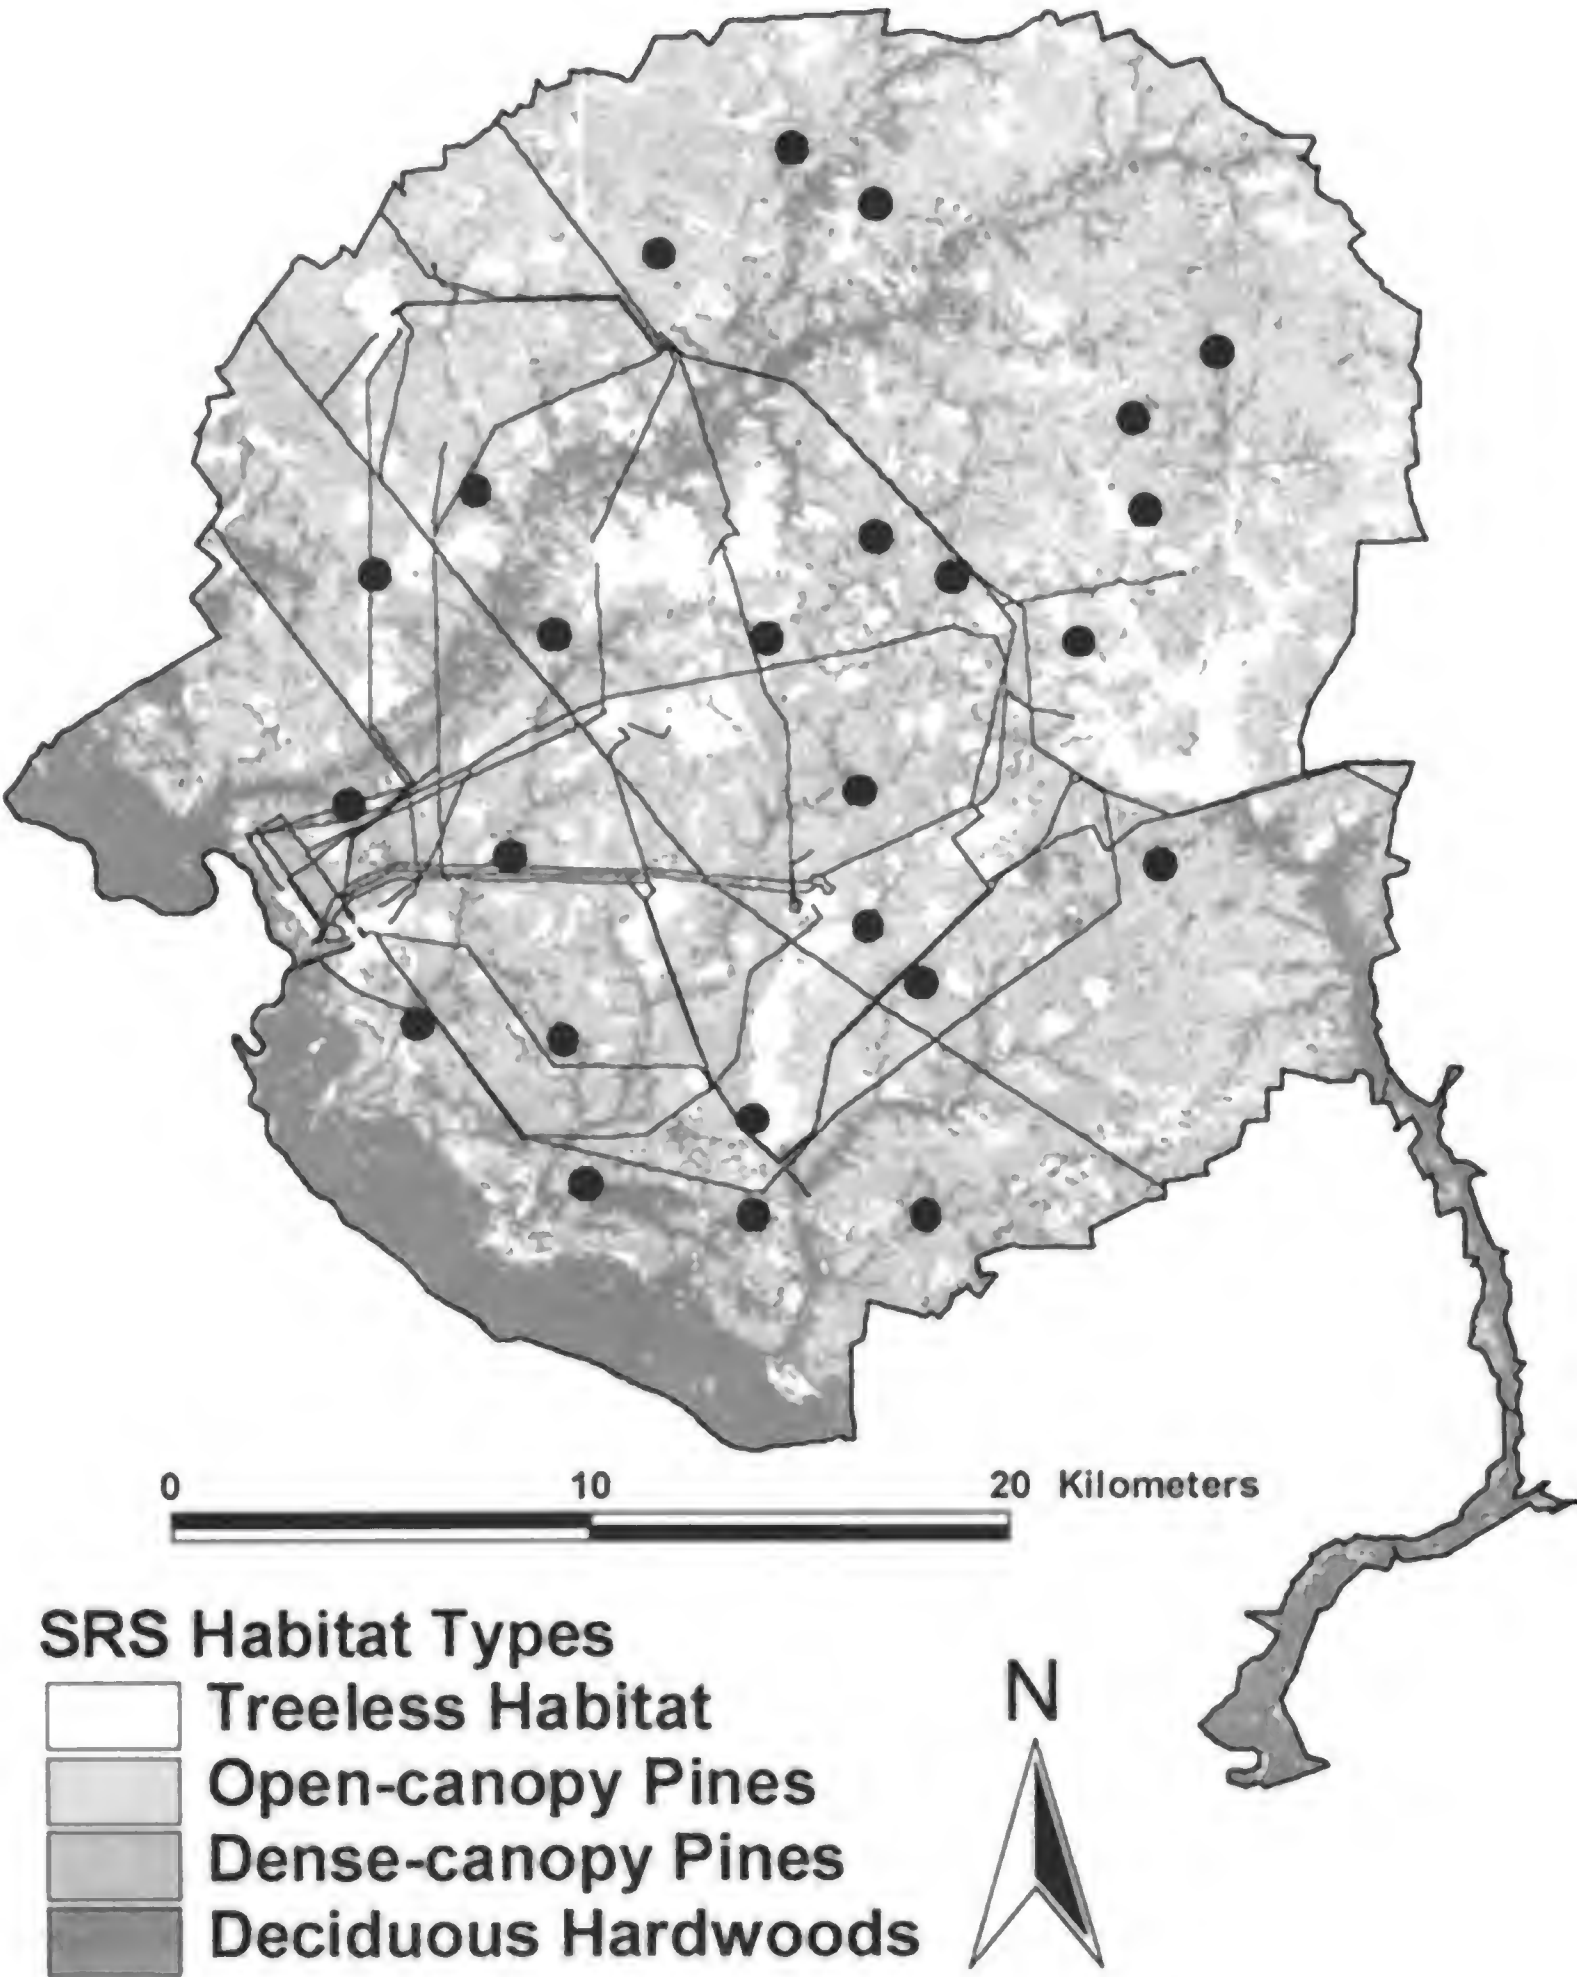 0 10 20 Kilometers
SRS Habitat Types
N
Treeless Habitat
Open-canopy Pines
Dense-canopy Pines
Deciduous Hardwoods